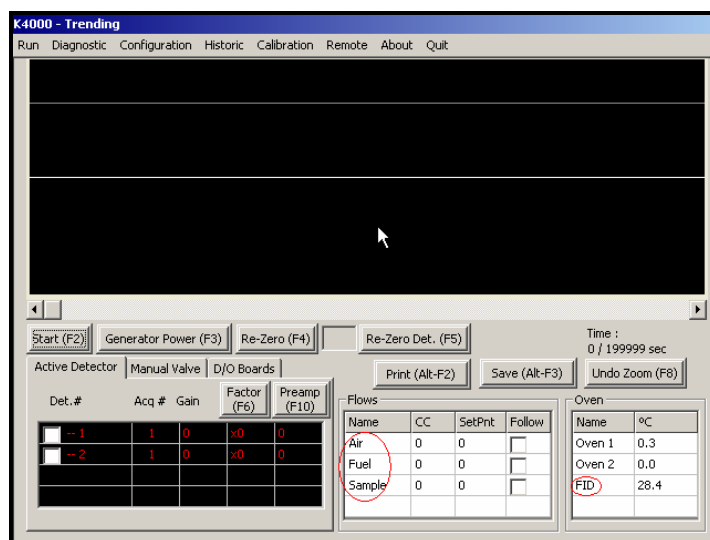 K4000 - Trending
Run Diagnostic Configuration Historic Calibration Remote About Quit
Start (F2) Generator Power (F3) Re-Zero (F4) Re-Zero Det. (F5)
Time :
0 / 199999 sec
Active Detector Manual Valve D/O Boards
Print (Alt-F2) Save (Alt-F3) Undo Zoom (F8)
Det.# Acq # Gain Factor (F6) Preamp (F10)
-- 1 1 0 x0 0
-- 2 1 0 x0 0
Flows
Name CC SetPnt Follow
Air 0 0
Fuel 0 0
Sample 0 0
Oven
Name ºC
Oven 1 0.3
Oven 2 0.0
FID 28.4